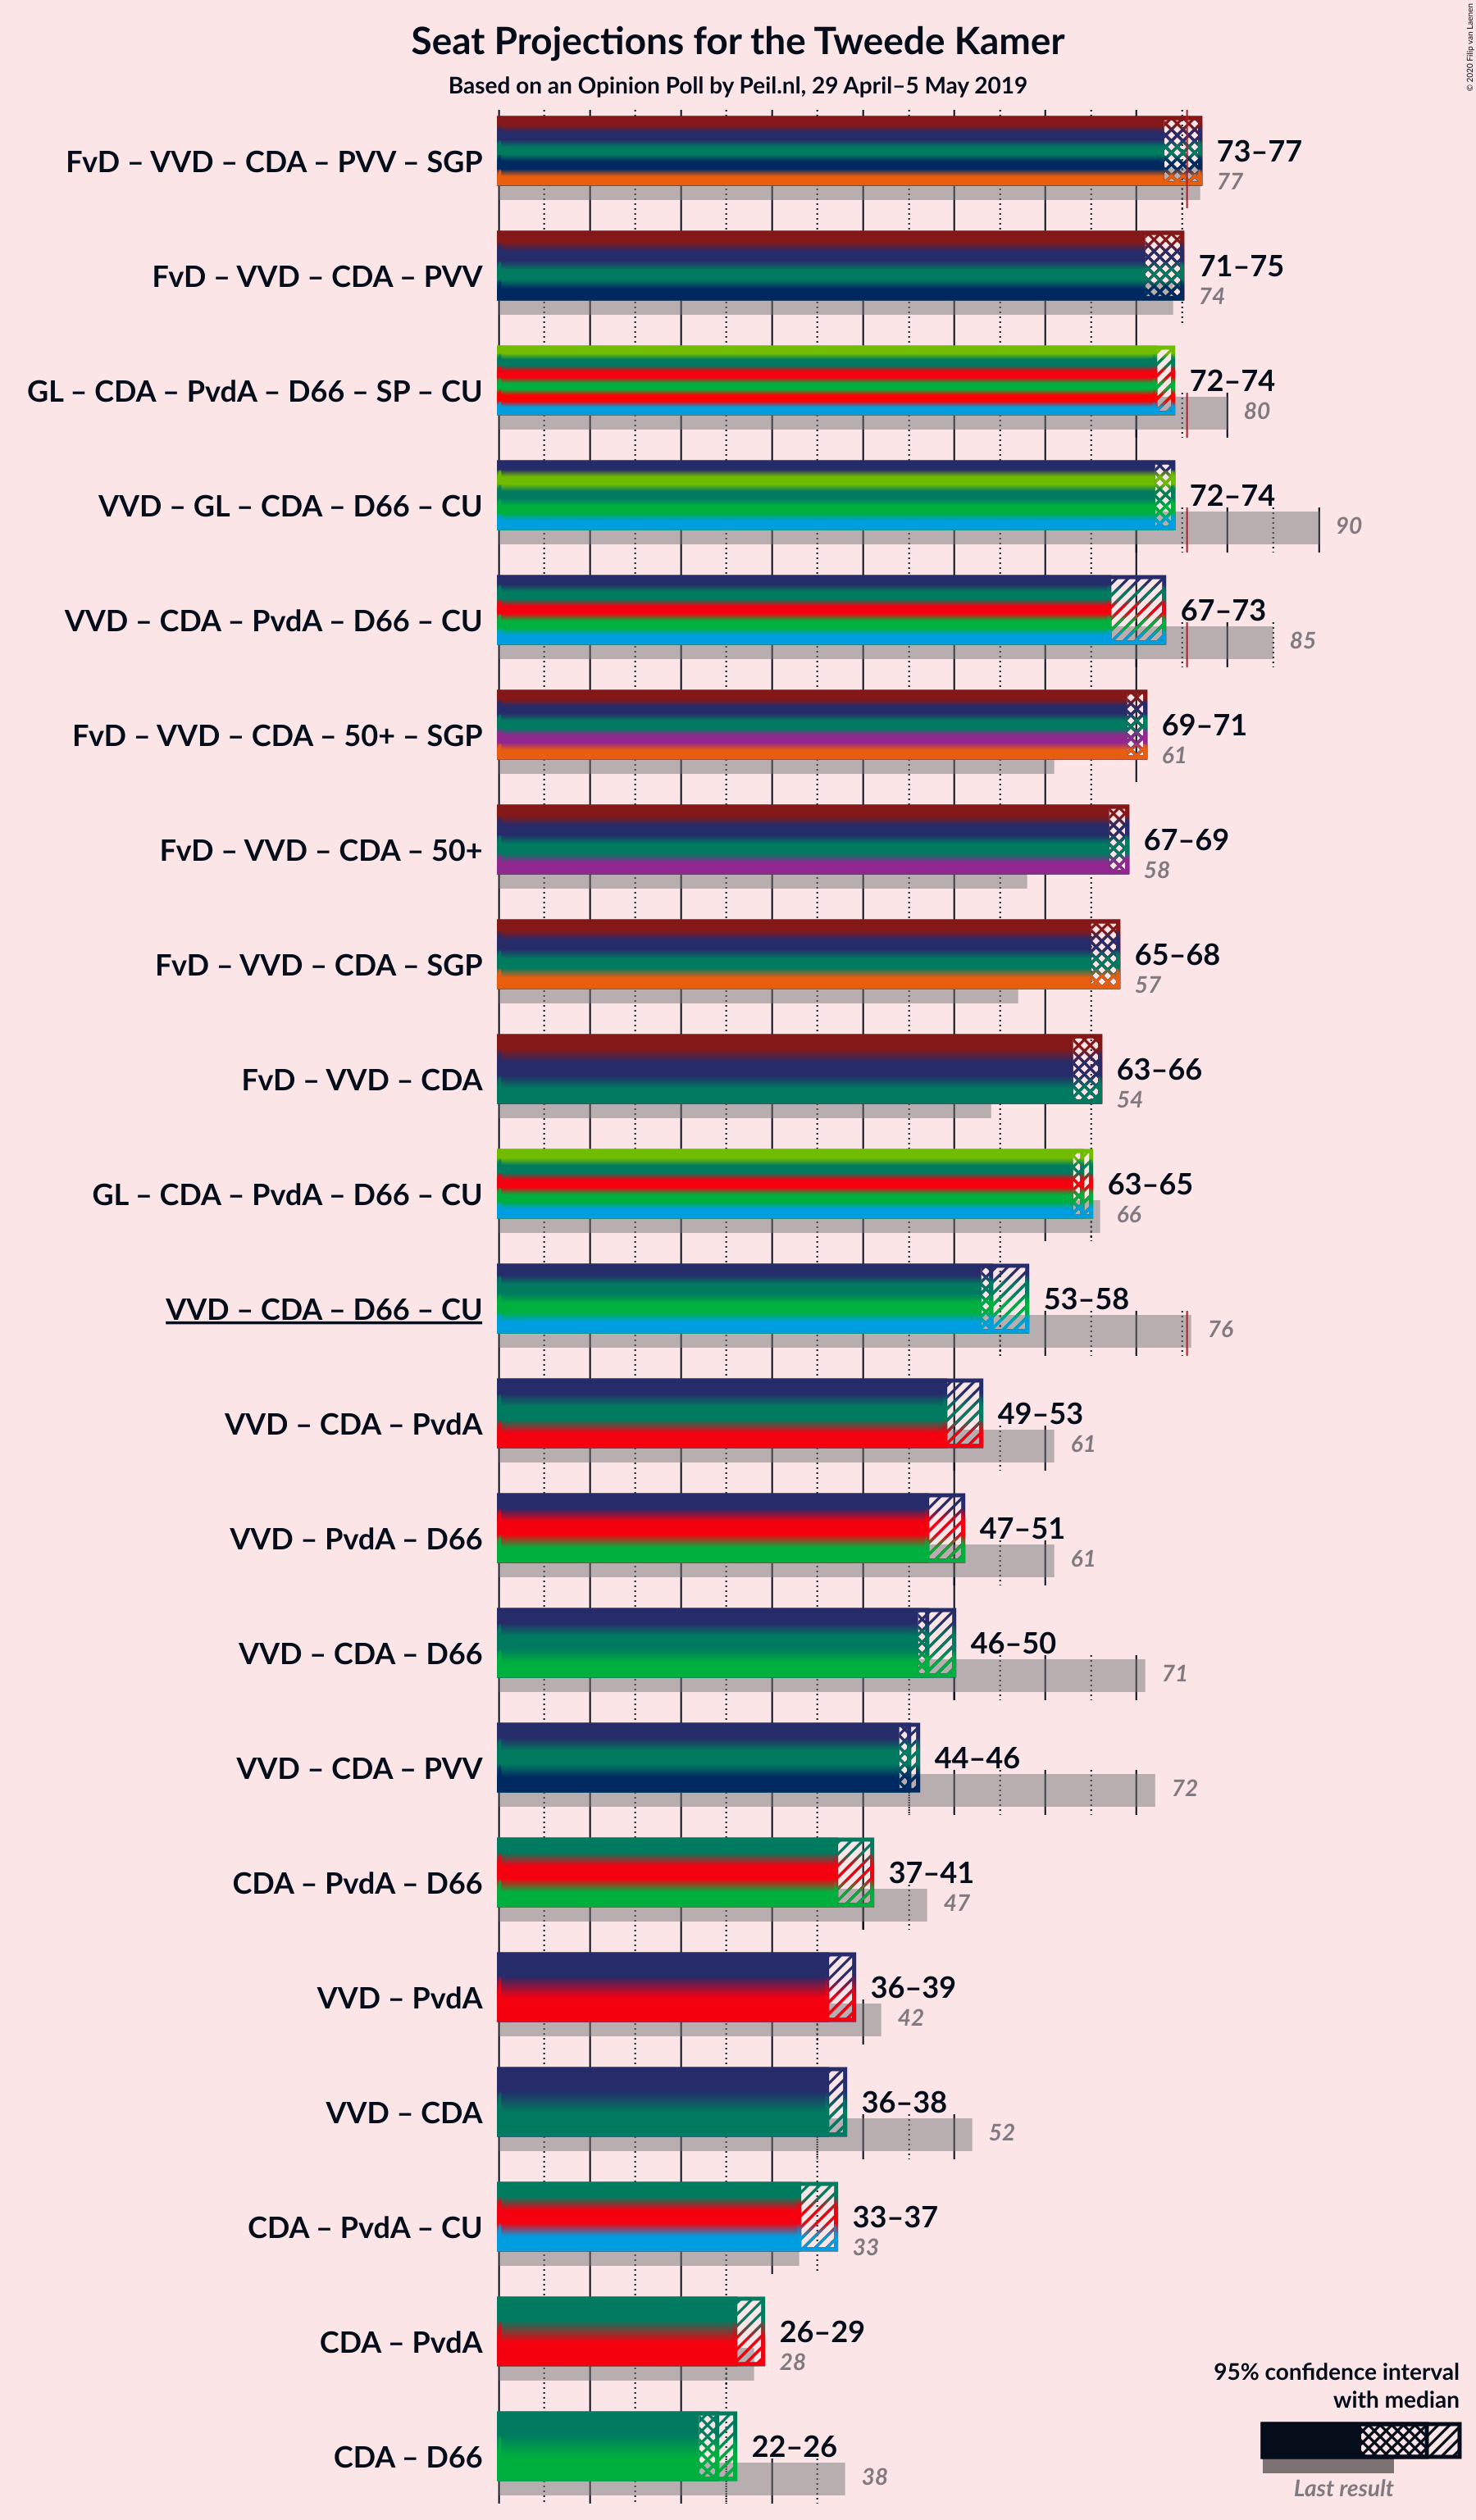 Seat Projections for the Tweede Kamer
Based on an Opinion Poll by Peil.nl, 29 April–5 May 2019
© 2020 Filip van Laenen
FvD – VVD – CDA – PVV – SGP
73–77
77
FvD – VVD – CDA – PVV
71–75
74
GL – CDA – PvdA – D66 – SP – CU
72–74
80
VVD – GL – CDA – D66 – CU
72–74
90
VVD – CDA – PvdA – D66 – CU
67–73
85
FvD – VVD – CDA – 50+ – SGP
69–71
61
FvD – VVD – CDA – 50+
67–69
58
FvD – VVD – CDA – SGP
65–68
57
FvD – VVD – CDA
63–66
54
GL – CDA – PvdA – D66 – CU
63–65
66
VVD – CDA – D66 – CU
53–58
76
VVD – CDA – PvdA
49–53
61
VVD – PvdA – D66
47–51
61
VVD – CDA – D66
46–50
71
VVD – CDA – PVV
44–46
72
CDA – PvdA – D66
37–41
47
VVD – PvdA
36–39
42
VVD – CDA
36–38
52
CDA – PvdA – CU
33–37
33
CDA – PvdA
26–29
28
CDA – D66
22–26
38
95% confidence interval
with median
Last result